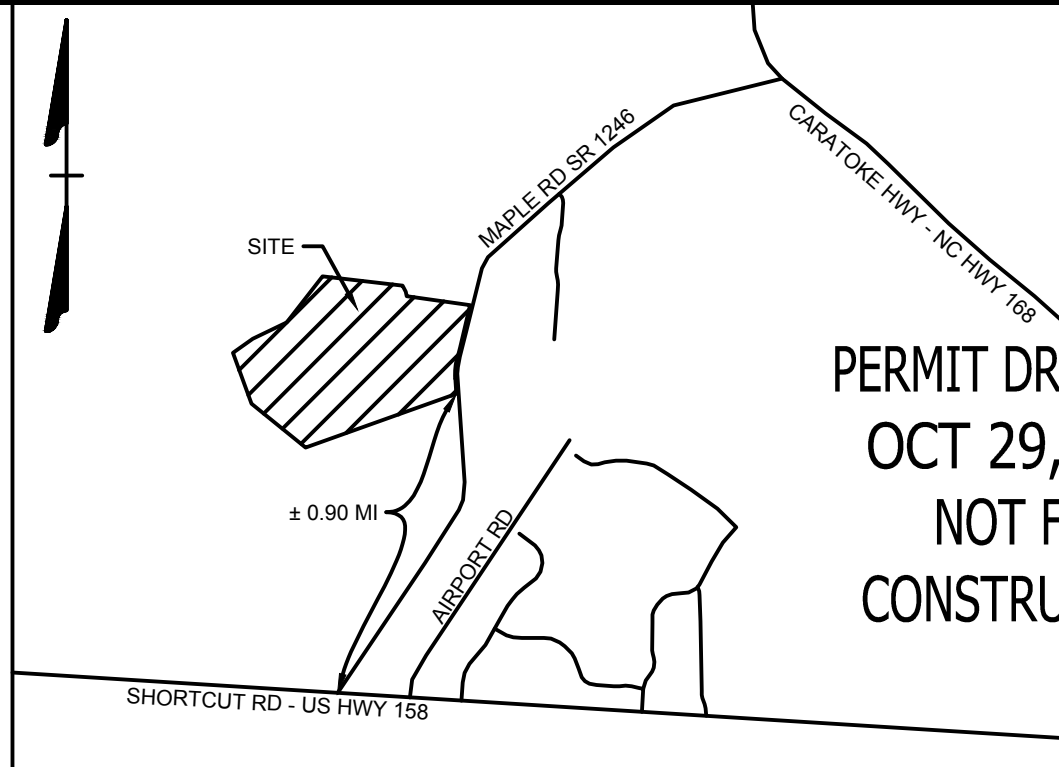 MAPLE RD SR 1246
CARATOKE HWY - NC HWY 168
SITE
PERMIT DR
OCT 29,
NOT F
CONSTRU
± 0.90 MI
AIRPORT RD
SHORTCUT RD - US HWY 158